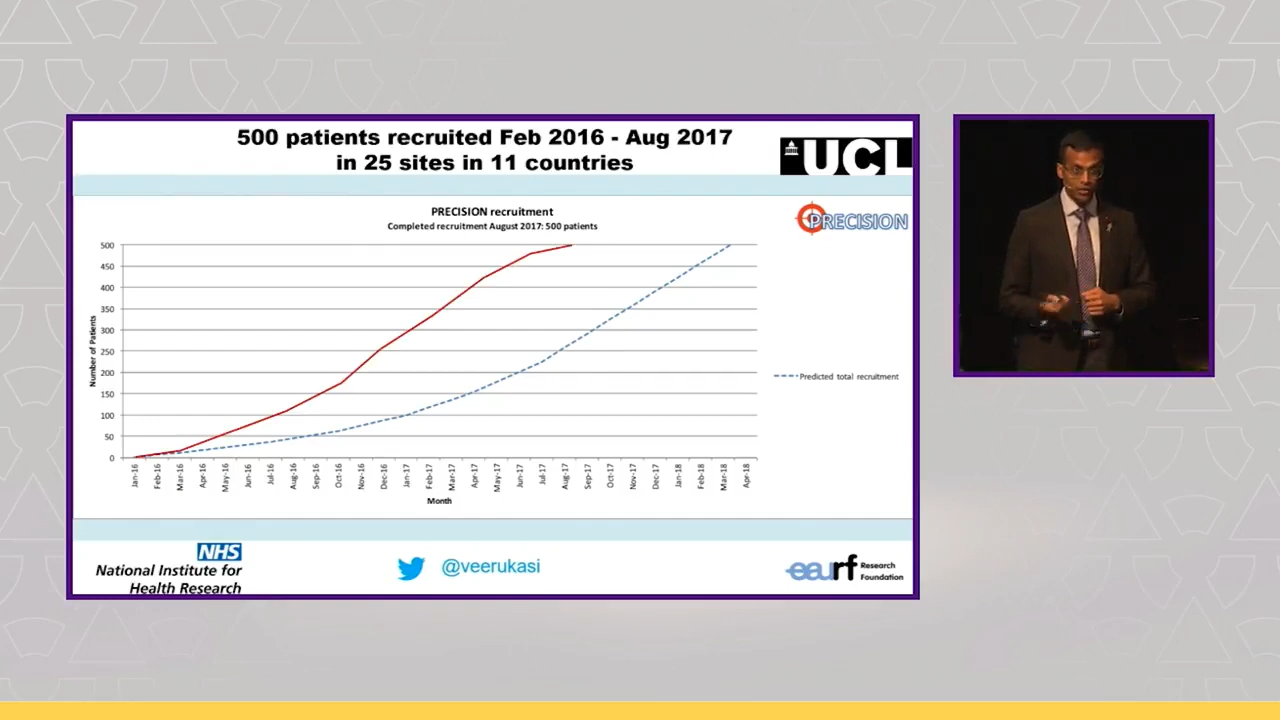 500 patients recruited Feb 2016 - Aug 2017
in 25 sites in 11 countries
UCL
PRECISION recruitment
Completed recruitment August 2017: 500 patients
PRECISION
500
450
400
350
300
250
200
150
100
50
0
Number of Patients
Jan-16
Feb-16
Mar-16
Apr-16
May-16
Jun-16
Jul-16
Aug-16
Sep-16
Oct-16
Nov-16
Dec-16
Jan-17
Feb-17
Mar-17
Apr-17
May-17
Jun-17
Jul-17
Aug-17
Sep-17
Oct-17
Nov-17
Dec-17
Jan-18
Feb-18
Mar-18
Apr-18
Month
Predicted total recruitment
NHS
National Institute for
Health Research
@veerukasi
eaurf Research
Foundation